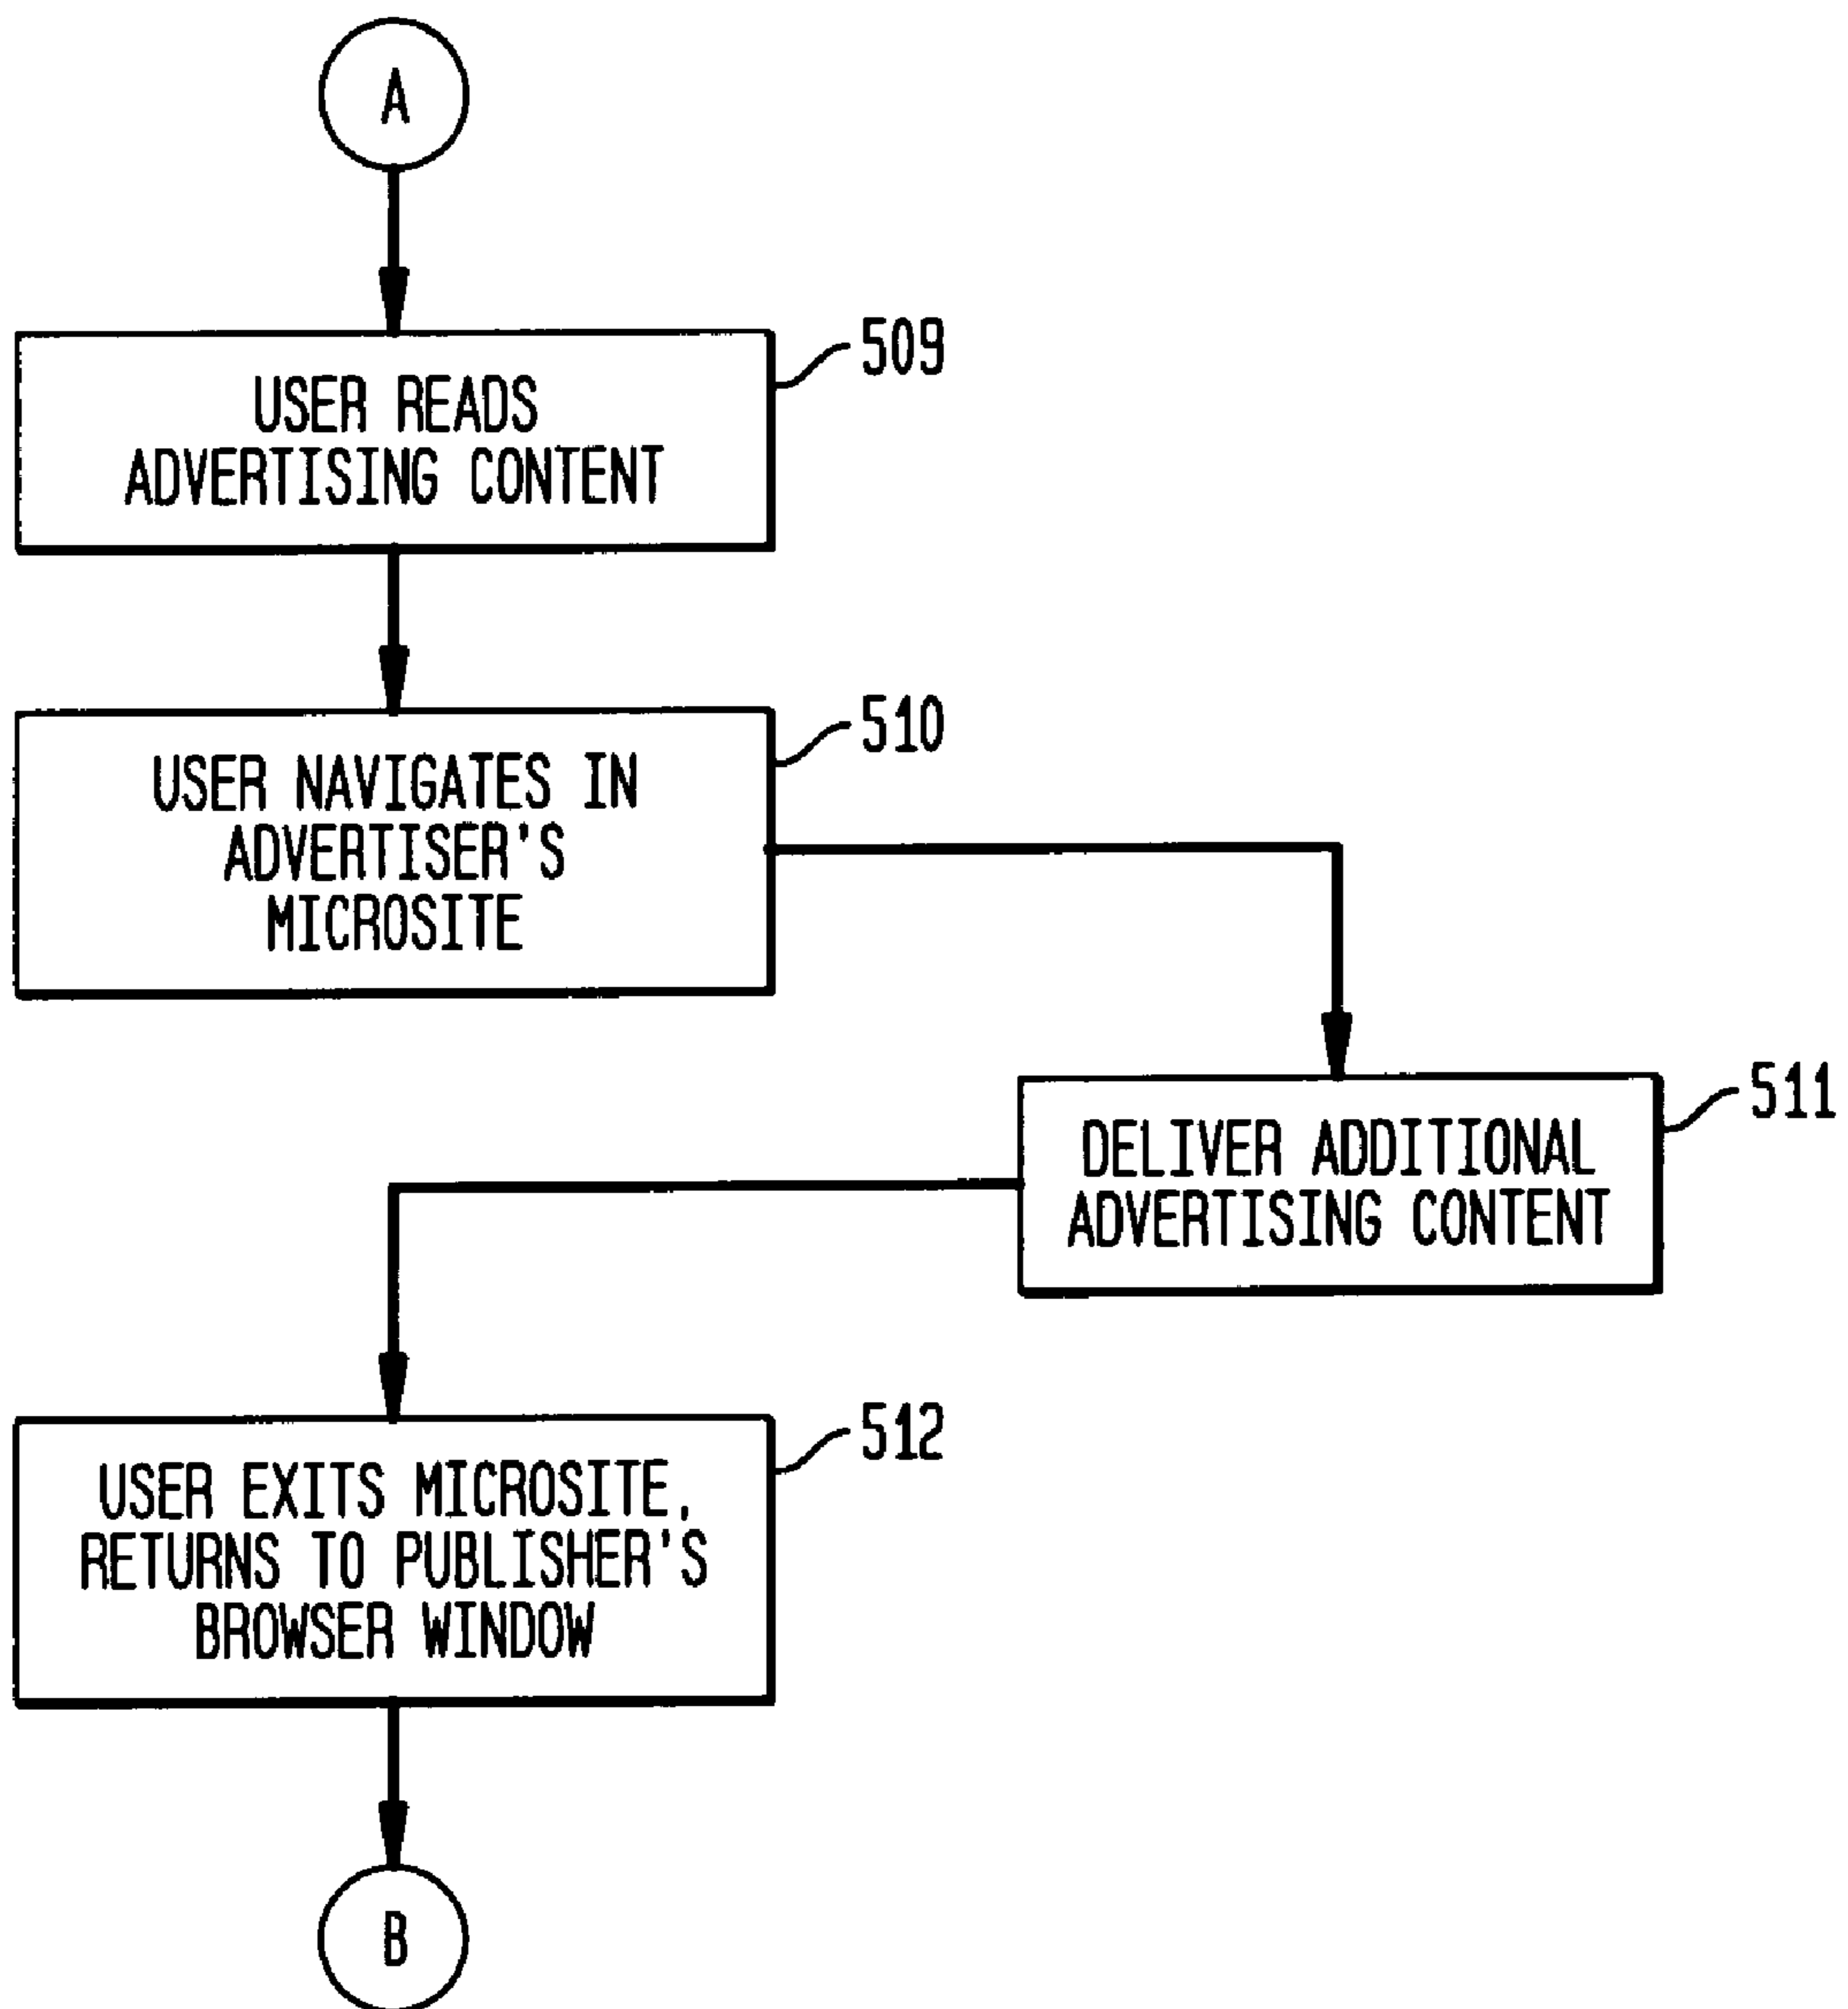 A
509
USER READS
ADVERTISING CONTENT
510
USER NAVIGATES IN
ADVERTISER'S
MICROSITE
511
DELIVER ADDITIONAL
ADVERTISING CONTENT
512
USER EXITS MICROSITE,
RETURNS TO PUBLISHER'S
BROWSER WINDOW
B